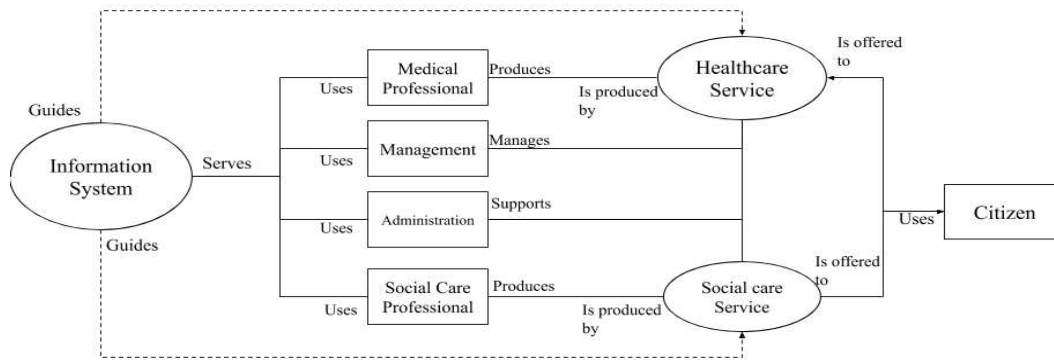 Is offered
to
Medical
Professional
Produces
Healthcare
Service
Uses
Is produced
by
Guides
Information
System
Serves
Management
Manages
Uses
Administration
Supports
Uses
Citizen
Uses
Guides
Is offered
to
Social Care
Professional
Produces
Social care
Service
Uses
Is produced
by